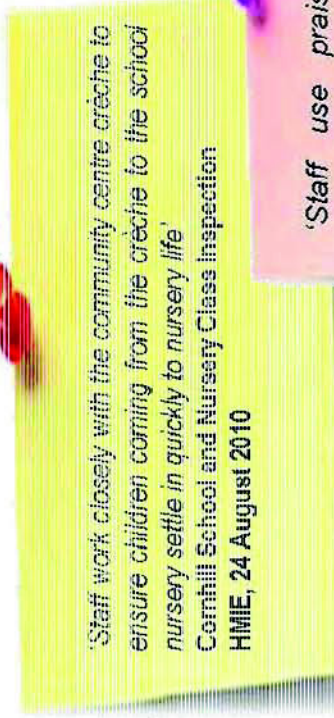 'Staff work closely with the community centre crèche to
ensure children coming from the crèche to the school
nursery settle in quickly to nursery life'
Cornhill School and Nursery Class Inspection
HMIE, 24 August 2010
'Staff use prais